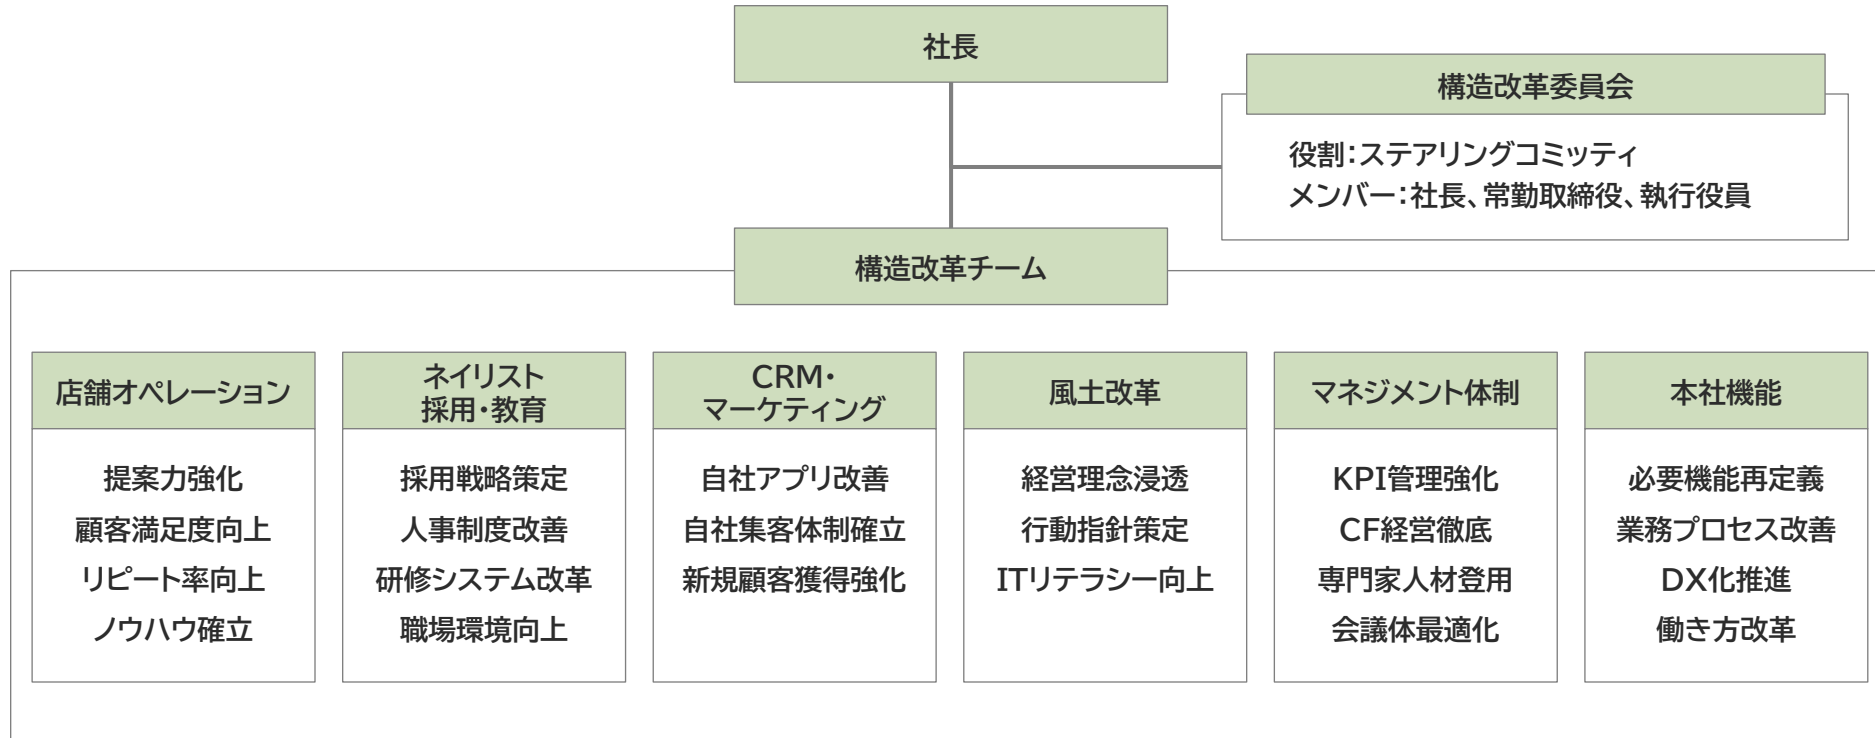 社長
構造改革委員会
役割：ステアリングコミッティ
メンバー：社長、常勤取締役、執行役員
構造改革チーム
店舗オペレーション
提案力強化
顧客満足度向上
リピート率向上
ノウハウ確立
ネイリスト
採用・教育
採用戦略策定
人事制度改善
研修システム改革
職場環境向上
CRM・
マーケティング
自社アプリ改善
自社集客体制確立
新規顧客獲得強化
風土改革
経営理念浸透
行動指針策定
ITリテラシー向上
マネジメント体制
KPI管理強化
CF経営徹底
専門家人材登用
会議体最適化
本社機能
必要機能再定義
業務プロセス改善
DX化推進
働き方改革